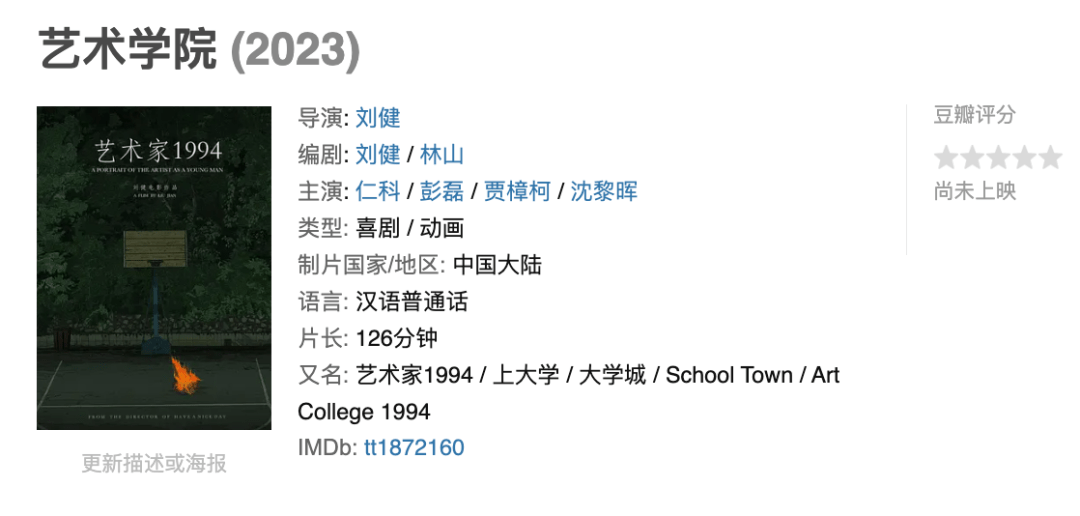 艺术学院 (2023)
艺术家1994
A PORTRAIT OF THE ARTIST AS A YOUNG MAN
刘健电影作品
A FILM BY LIU JIAN
FROM THE DIRECTOR OF HAVE A NICE DAY
更新描述或海报
导演: 刘健
编剧: 刘健 / 林山
主演: 仁科 / 彭磊 / 贾樟柯 / 沈黎晖
类型: 喜剧 / 动画
制片国家/地区: 中国大陆
语言: 汉语普通话
片长: 126分钟
又名: 艺术家1994 / 上大学 / 大学城 / School Town / Art
College 1994
IMDb: tt1872160
豆瓣评分
尚未上映